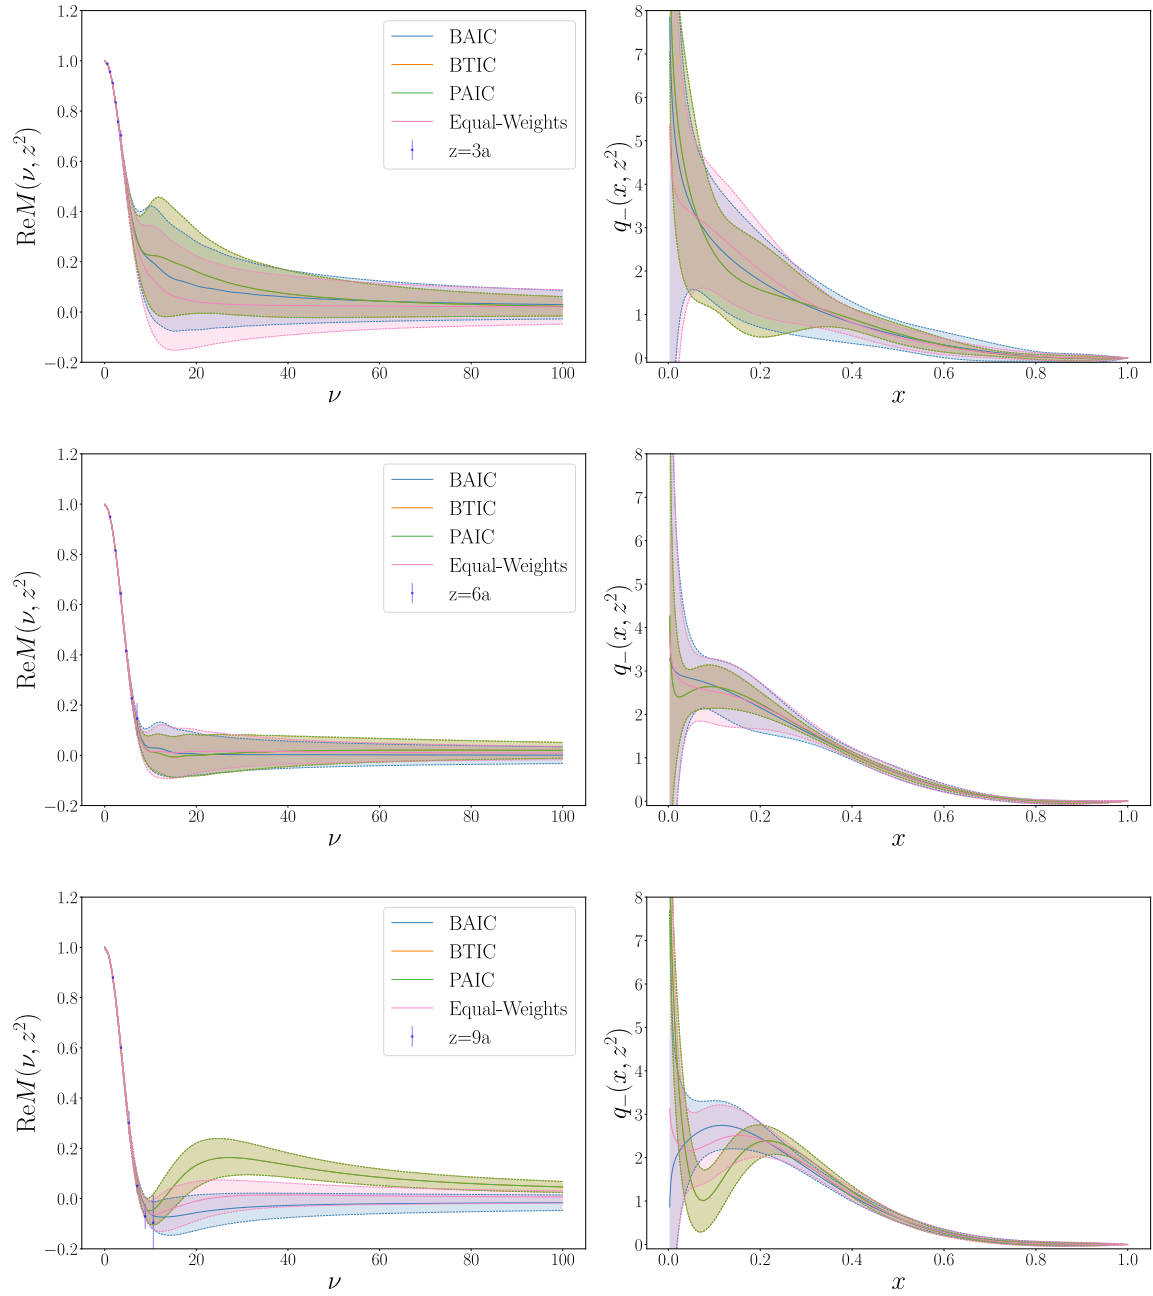 1.2
1.0
0.8
0.6
0.4
0.2
0.0
−0.2
ReM(ν, z²)
0 20 40 60 80 100
ν
BAIC
BTIC
PAIC
Equal-Weights
z=3a
8
7
6
5
4
3
2
1
0
q₋(x, z²)
0.0 0.2 0.4 0.6 0.8 1.0
x
1.2
1.0
0.8
0.6
0.4
0.2
0.0
−0.2
ReM(ν, z²)
0 20 40 60 80 100
ν
BAIC
BTIC
PAIC
Equal-Weights
z=6a
8
7
6
5
4
3
2
1
0
q₋(x, z²)
0.0 0.2 0.4 0.6 0.8 1.0
x
1.2
1.0
0.8
0.6
0.4
0.2
0.0
−0.2
ReM(ν, z²)
0 20 40 60 80 100
ν
BAIC
BTIC
PAIC
Equal-Weights
z=9a
8
7
6
5
4
3
2
1
0
q₋(x, z²)
0.0 0.2 0.4 0.6 0.8 1.0
x